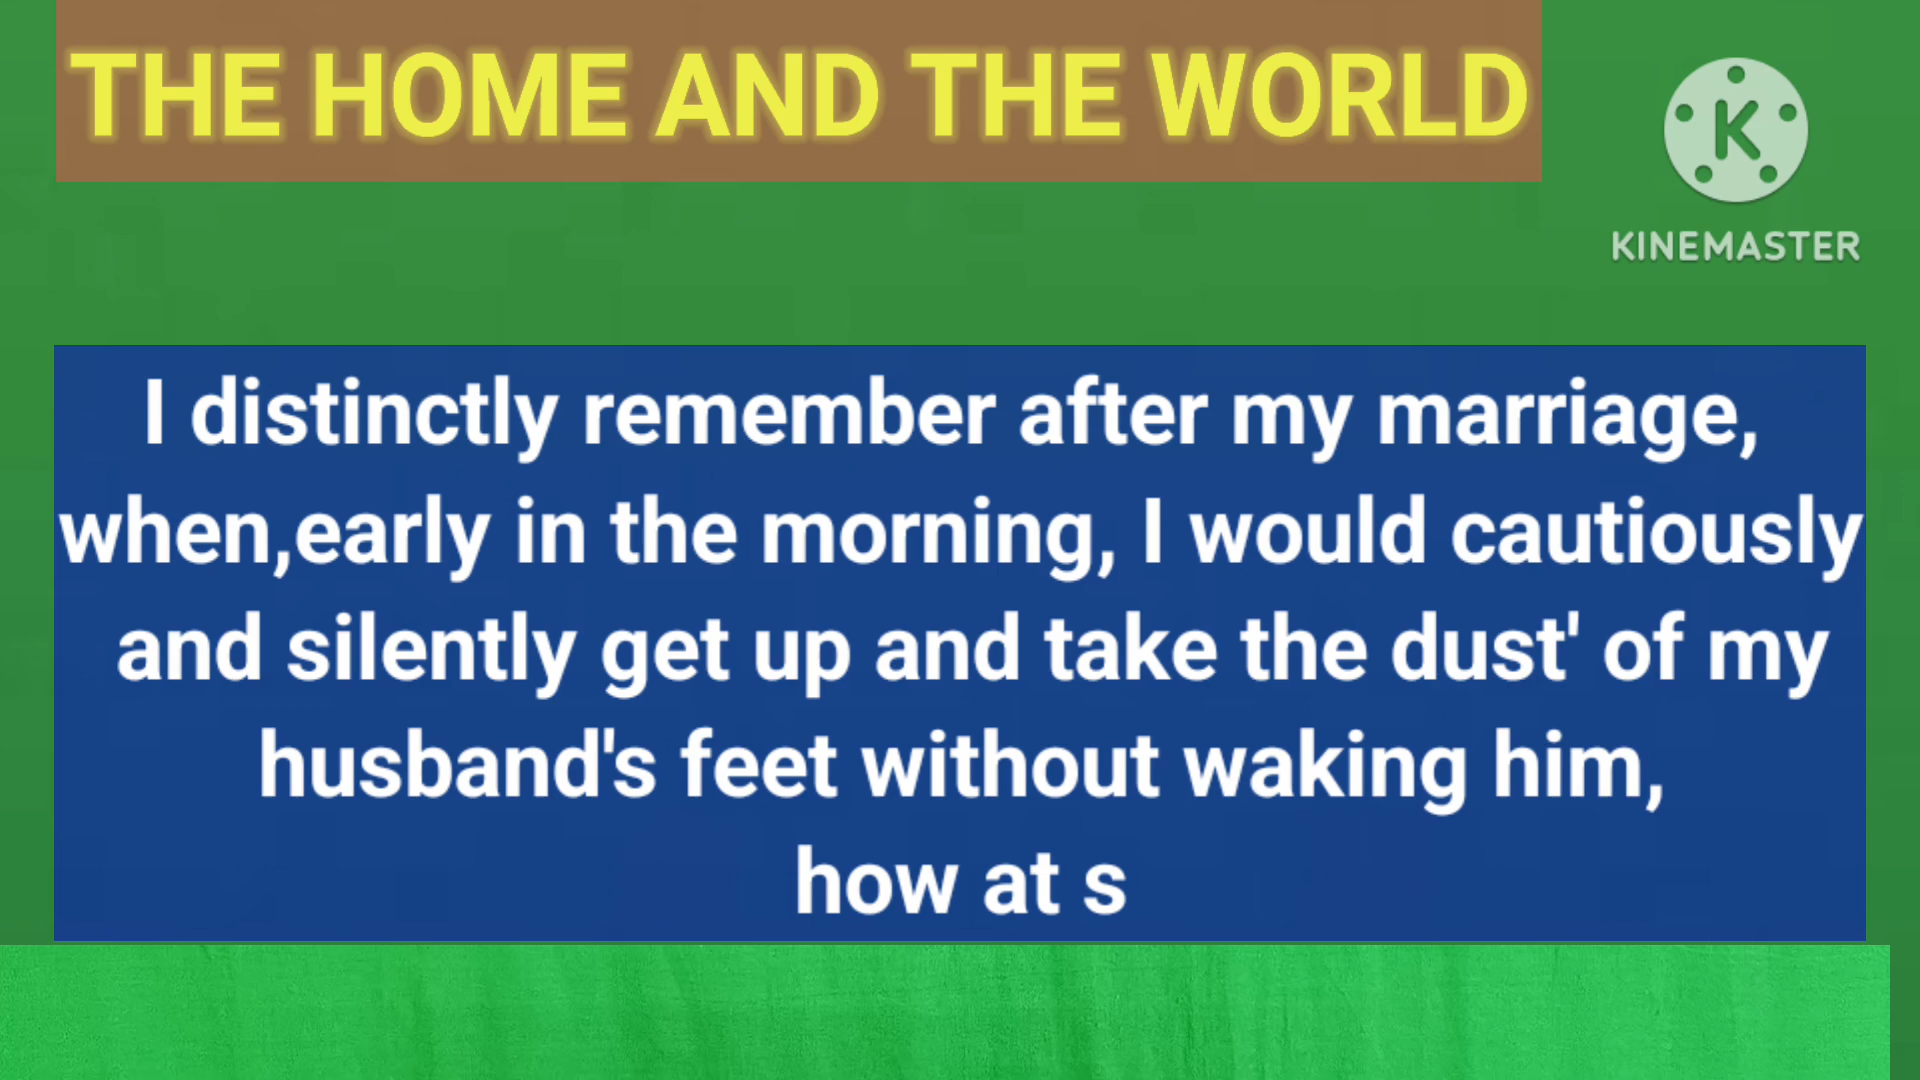 THE HOME AND THE WORLD
K
KINEMASTER
I distinctly remember after my marriage,
when,early in the morning, I would cautiously
and silently get up and take the dust' of my
husband's feet without waking him,
how at s